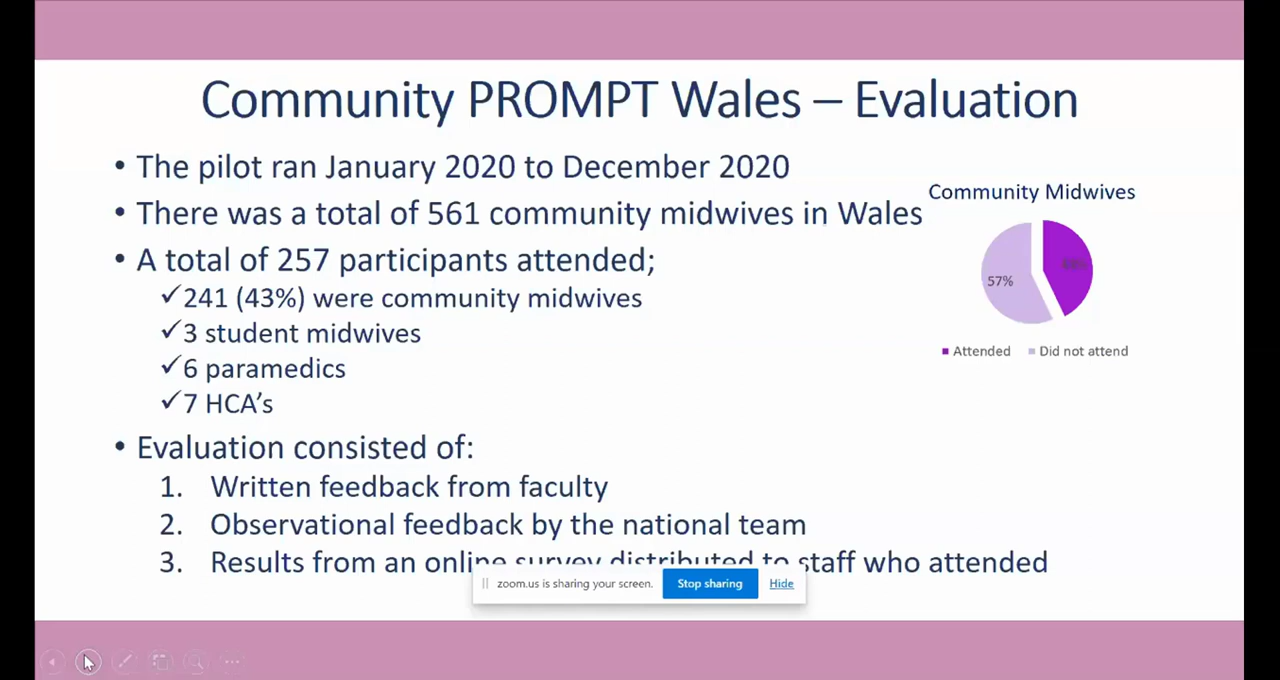 Community PROMPT Wales – Evaluation
• The pilot ran January 2020 to December 2020
• There was a total of 561 community midwives in Wales
• A total of 257 participants attended;
✓241 (43%) were community midwives
✓3 student midwives
✓6 paramedics
✓7 HCA's
• Evaluation consisted of:
1. Written feedback from faculty
2. Observational feedback by the national team
3. Results from an online survey distributed to staff who attended
Community Midwives
57%
Attended
Did not attend
zoom.us is sharing your screen.
Stop sharing
Hide